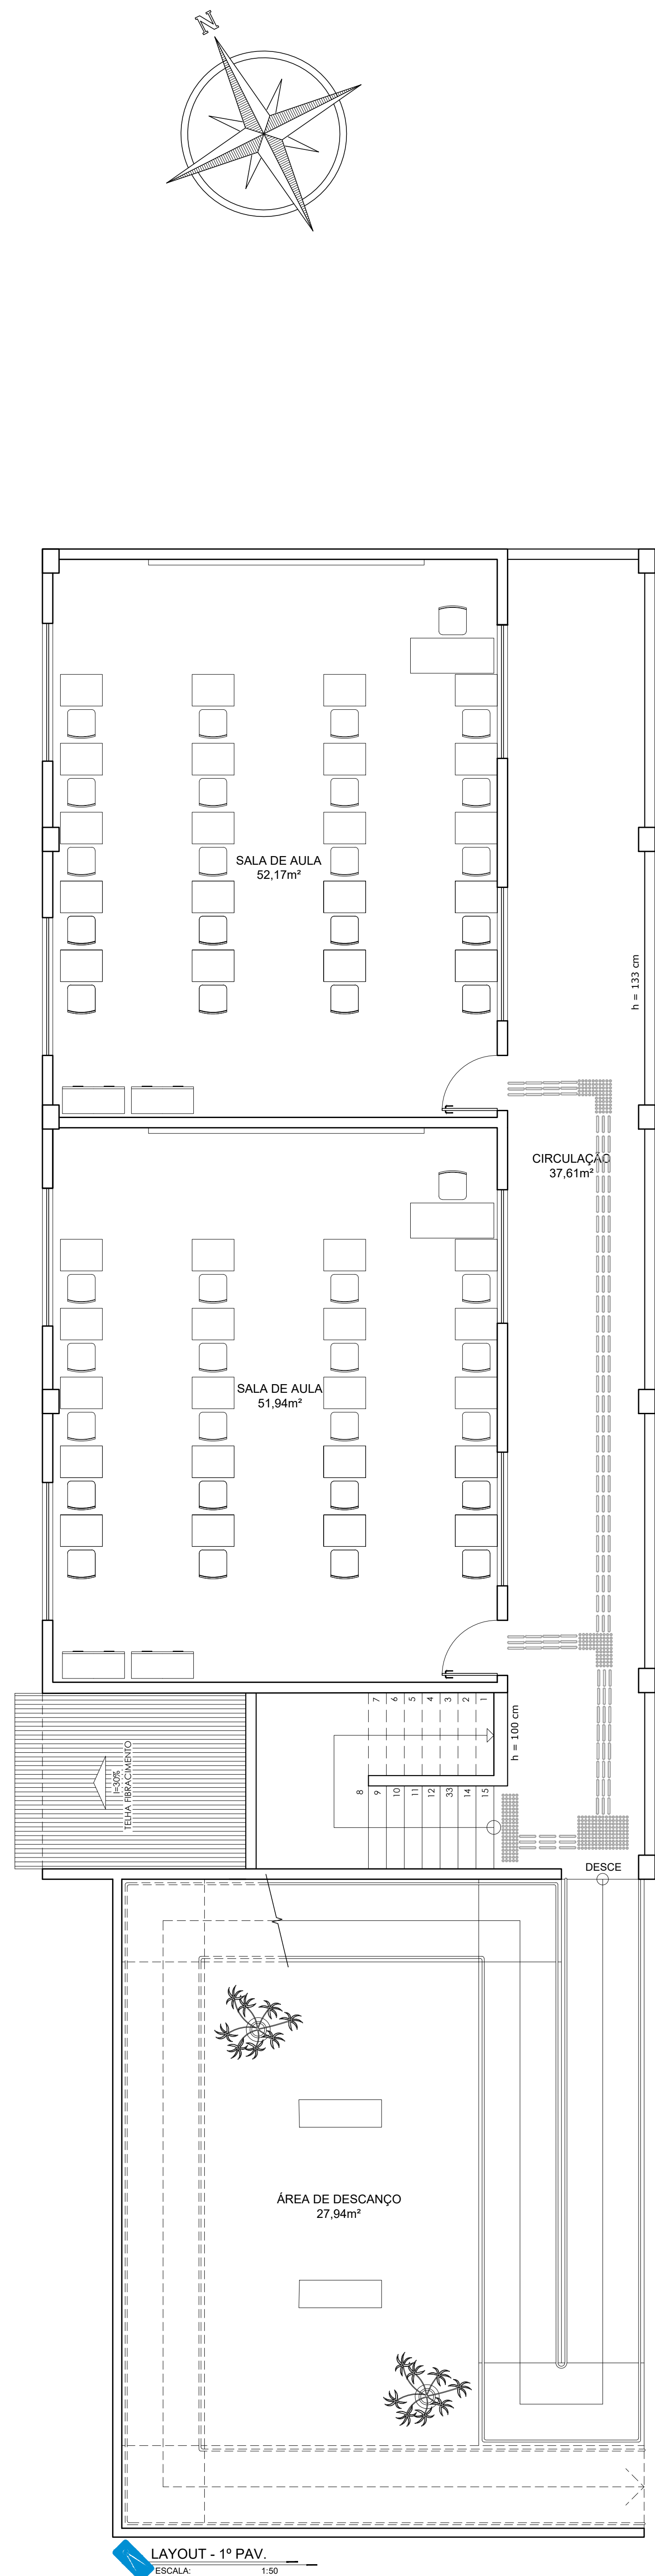 N
SALA DE AULA
52,17m²
h = 133 cm
CIRCULAÇÃO
37,61m²
SALA DE AULA
51,94m²
I=30%
TELHA FIBRACIMENTO
7 6 5 4 3 2 1
h = 100 cm
8 9 10 11 12 33 14 15
DESCE
ÁREA DE DESCANÇO
27,94m²
LAYOUT - 1º PAV.
ESCALA: 1:50